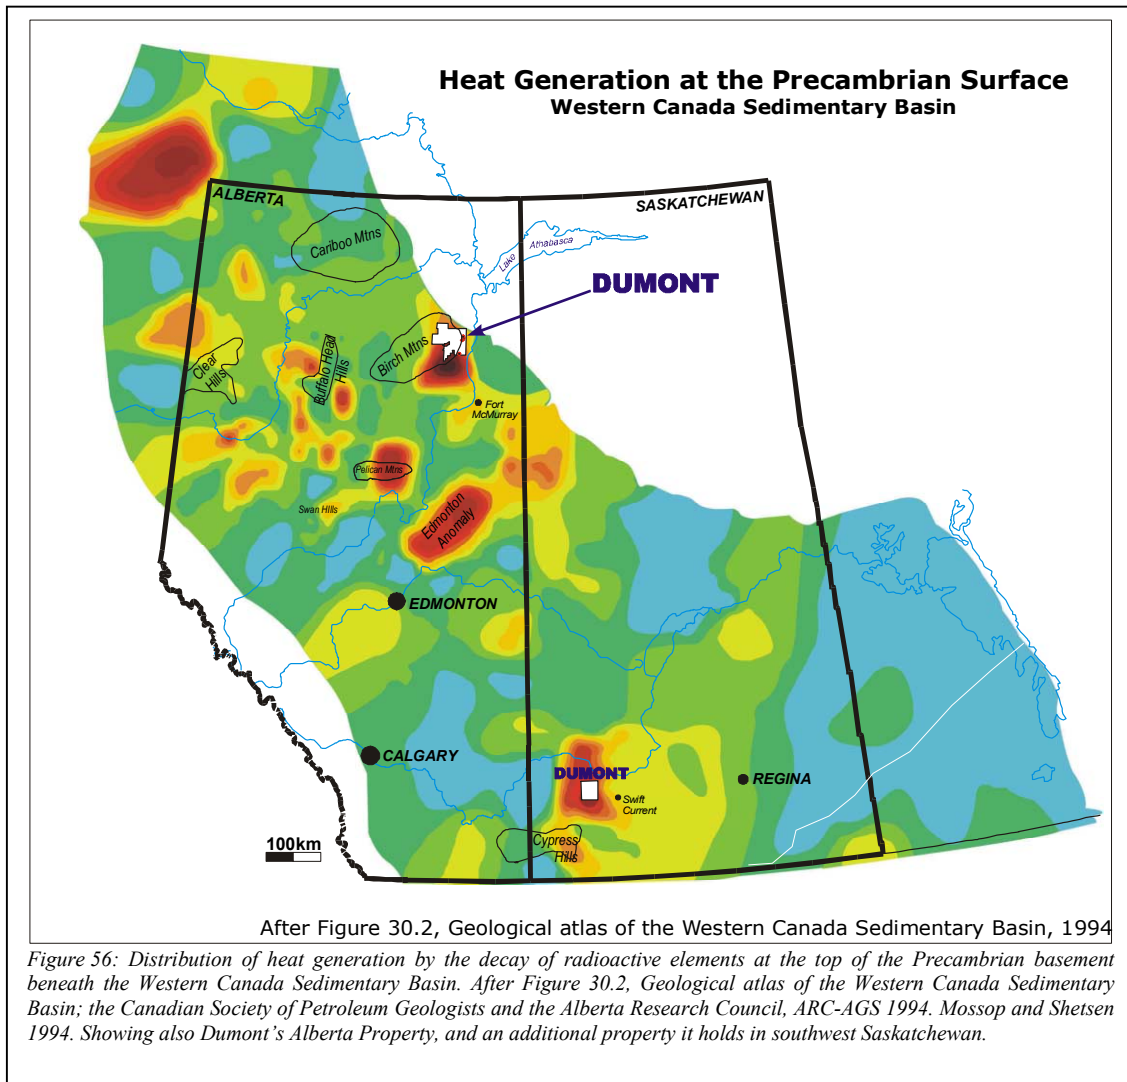 Heat Generation at the Precambrian Surface
Western Canada Sedimentary Basin
ALBERTA
SASKATCHEWAN
Cariboo Mtns
Lake
Athabasca
DUMONT
Birch Mtns
Buffalo Head
Hills
Clear
Hills
Fort
McMurray
Pelican Mtns
Swan HIlls
Edmonton
Anomaly
EDMONTON
CALGARY
DUMONT
REGINA
Swift
Current
Cypress
Hills
100km
After Figure 30.2, Geological atlas of the Western Canada Sedimentary Basin, 1994
Figure 56: Distribution of heat generation by the decay of radioactive elements at the top of the Precambrian basement
beneath the Western Canada Sedimentary Basin. After Figure 30.2, Geological atlas of the Western Canada Sedimentary
Basin; the Canadian Society of Petroleum Geologists and the Alberta Research Council, ARC-AGS 1994. Mossop and Shetsen
1994. Showing also Dumont's Alberta Property, and an additional property it holds in southwest Saskatchewan.